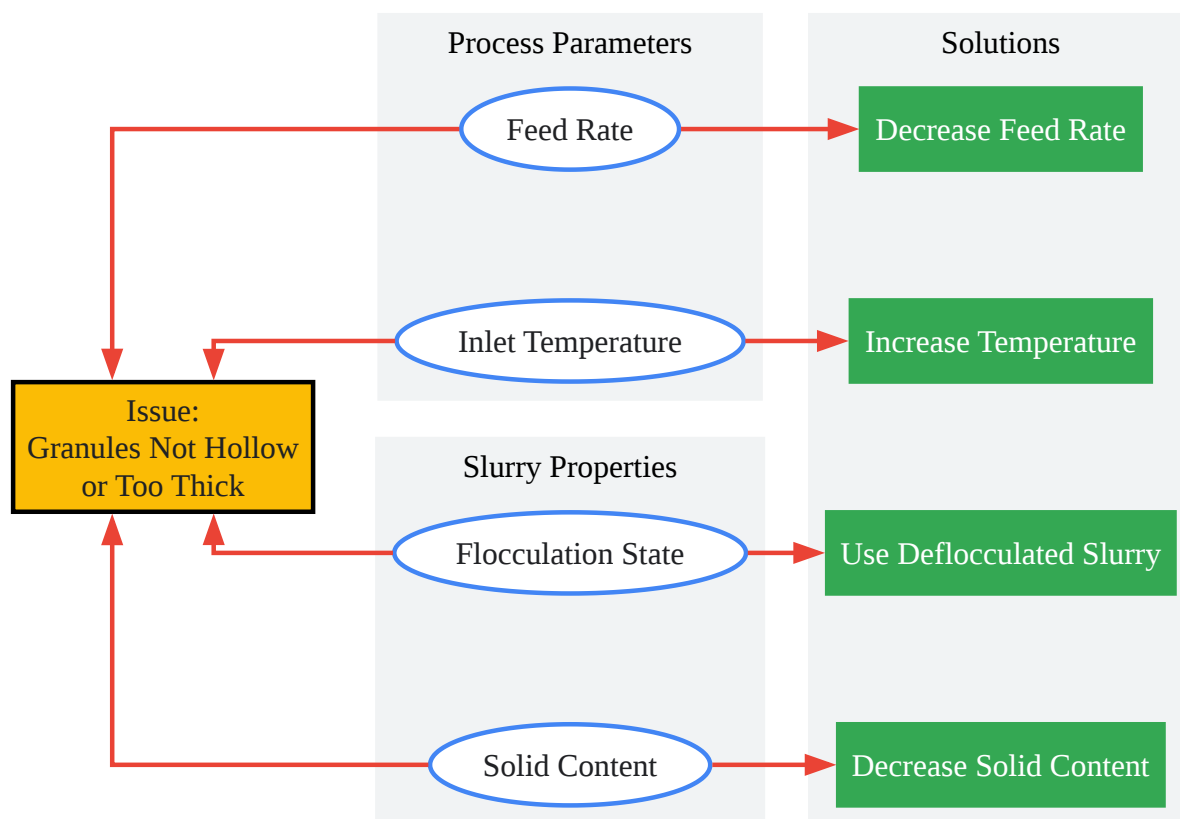 Process Parameters
Solutions
Feed Rate
Decrease Feed Rate
Inlet Temperature
Increase Temperature
Issue:
Granules Not Hollow
or Too Thick
Slurry Properties
Flocculation State
Use Deflocculated Slurry
Solid Content
Decrease Solid Content